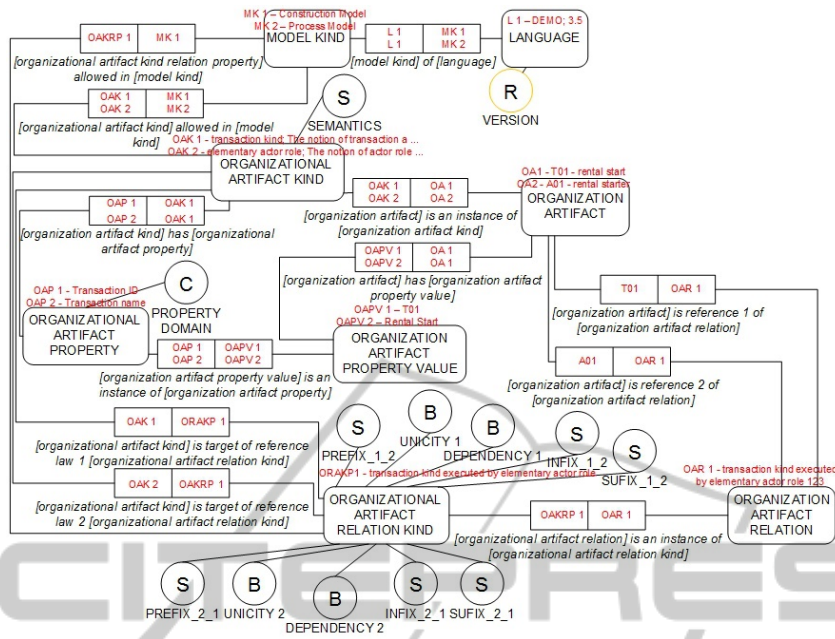 MK 1 – Construction Model
MK 2 – Process Model
MODEL KIND
OAKRP 1 MK 1
[organizational artifact kind relation property]
allowed in [model kind]
L 1 MK 1
L 1 MK 2
[model kind] of [language]
L 1 – DEMO; 3.5
LANGUAGE
R
VERSION
OAK 1 MK 1
OAK 2 MK 2
[organizational artifact kind] allowed in [model
kind]
S
SEMANTICS
OAK 1 - transaction kind; The notion of transaction a ...
OAK 2 - elementary actor role; The notion of actor role ...
ORGANIZATIONAL
ARTIFACT KIND
OAK 1 OA 1
OAK 2 OA 2
[organization artifact] is an instance of
[organization artifact kind]
OA1 - T01 - rental start
OA2 - A01 - rental starter
ORGANIZATION
ARTIFACT
OAP 1 OAK 1
OAP 2 OAK 1
[organization artifact kind] has [organizational
artifact property]
OAPV 1 OA 1
OAPV 2 OA 1
[organization artifact] has [organization artifact
property value]
OAP 1 - Transaction ID
OAP 2 - Transaction name
ORGANIZATIONAL
ARTIFACT
PROPERTY
C
PROPERTY
DOMAIN
OAPV 1 – T01
OAPV 2 – Rental Start
ORGANIZATION
ARTIFACT
PROPERTY VALUE
OAP 1 OAPV 1
OAP 2 OAPV 2
[organization artifact property value] is an
instance of [organization artifact property]
T01 OAR 1
[organization artifact] is reference 1 of
[organization artifact relation]
A01 OAR 1
[organization artifact] is reference 2 of
[organization artifact relation]
OAK 1 ORAKP 1
[organizational artifact kind] is target of reference
law 1 [organizational artifact relation kind]
OAK 2 OAKRP 1
[organizational artifact kind] is target of reference
law 2 [organizational artifact relation kind]
S
PREFIX_1_2
B
UNICITY 1
B
DEPENDENCY 1
S
INFIX_1_2
S
SUFIX_1_2
ORAKP1 - transaction kind executed by elementary actor role
ORGANIZATIONAL
ARTIFACT
RELATION KIND
OAKRP 1 OAR 1
[organizational artifact relation] is an instance of
[organizational artifact relation kind]
OAR 1 - transaction kind executed
by elementary actor role 123
ORGANIZATION
ARTIFACT
RELATION
S
PREFIX_2_1
B
UNICITY 2
B
DEPENDENCY 2
S
INFIX_2_1
S
SUFIX_2_1
CITEPRES